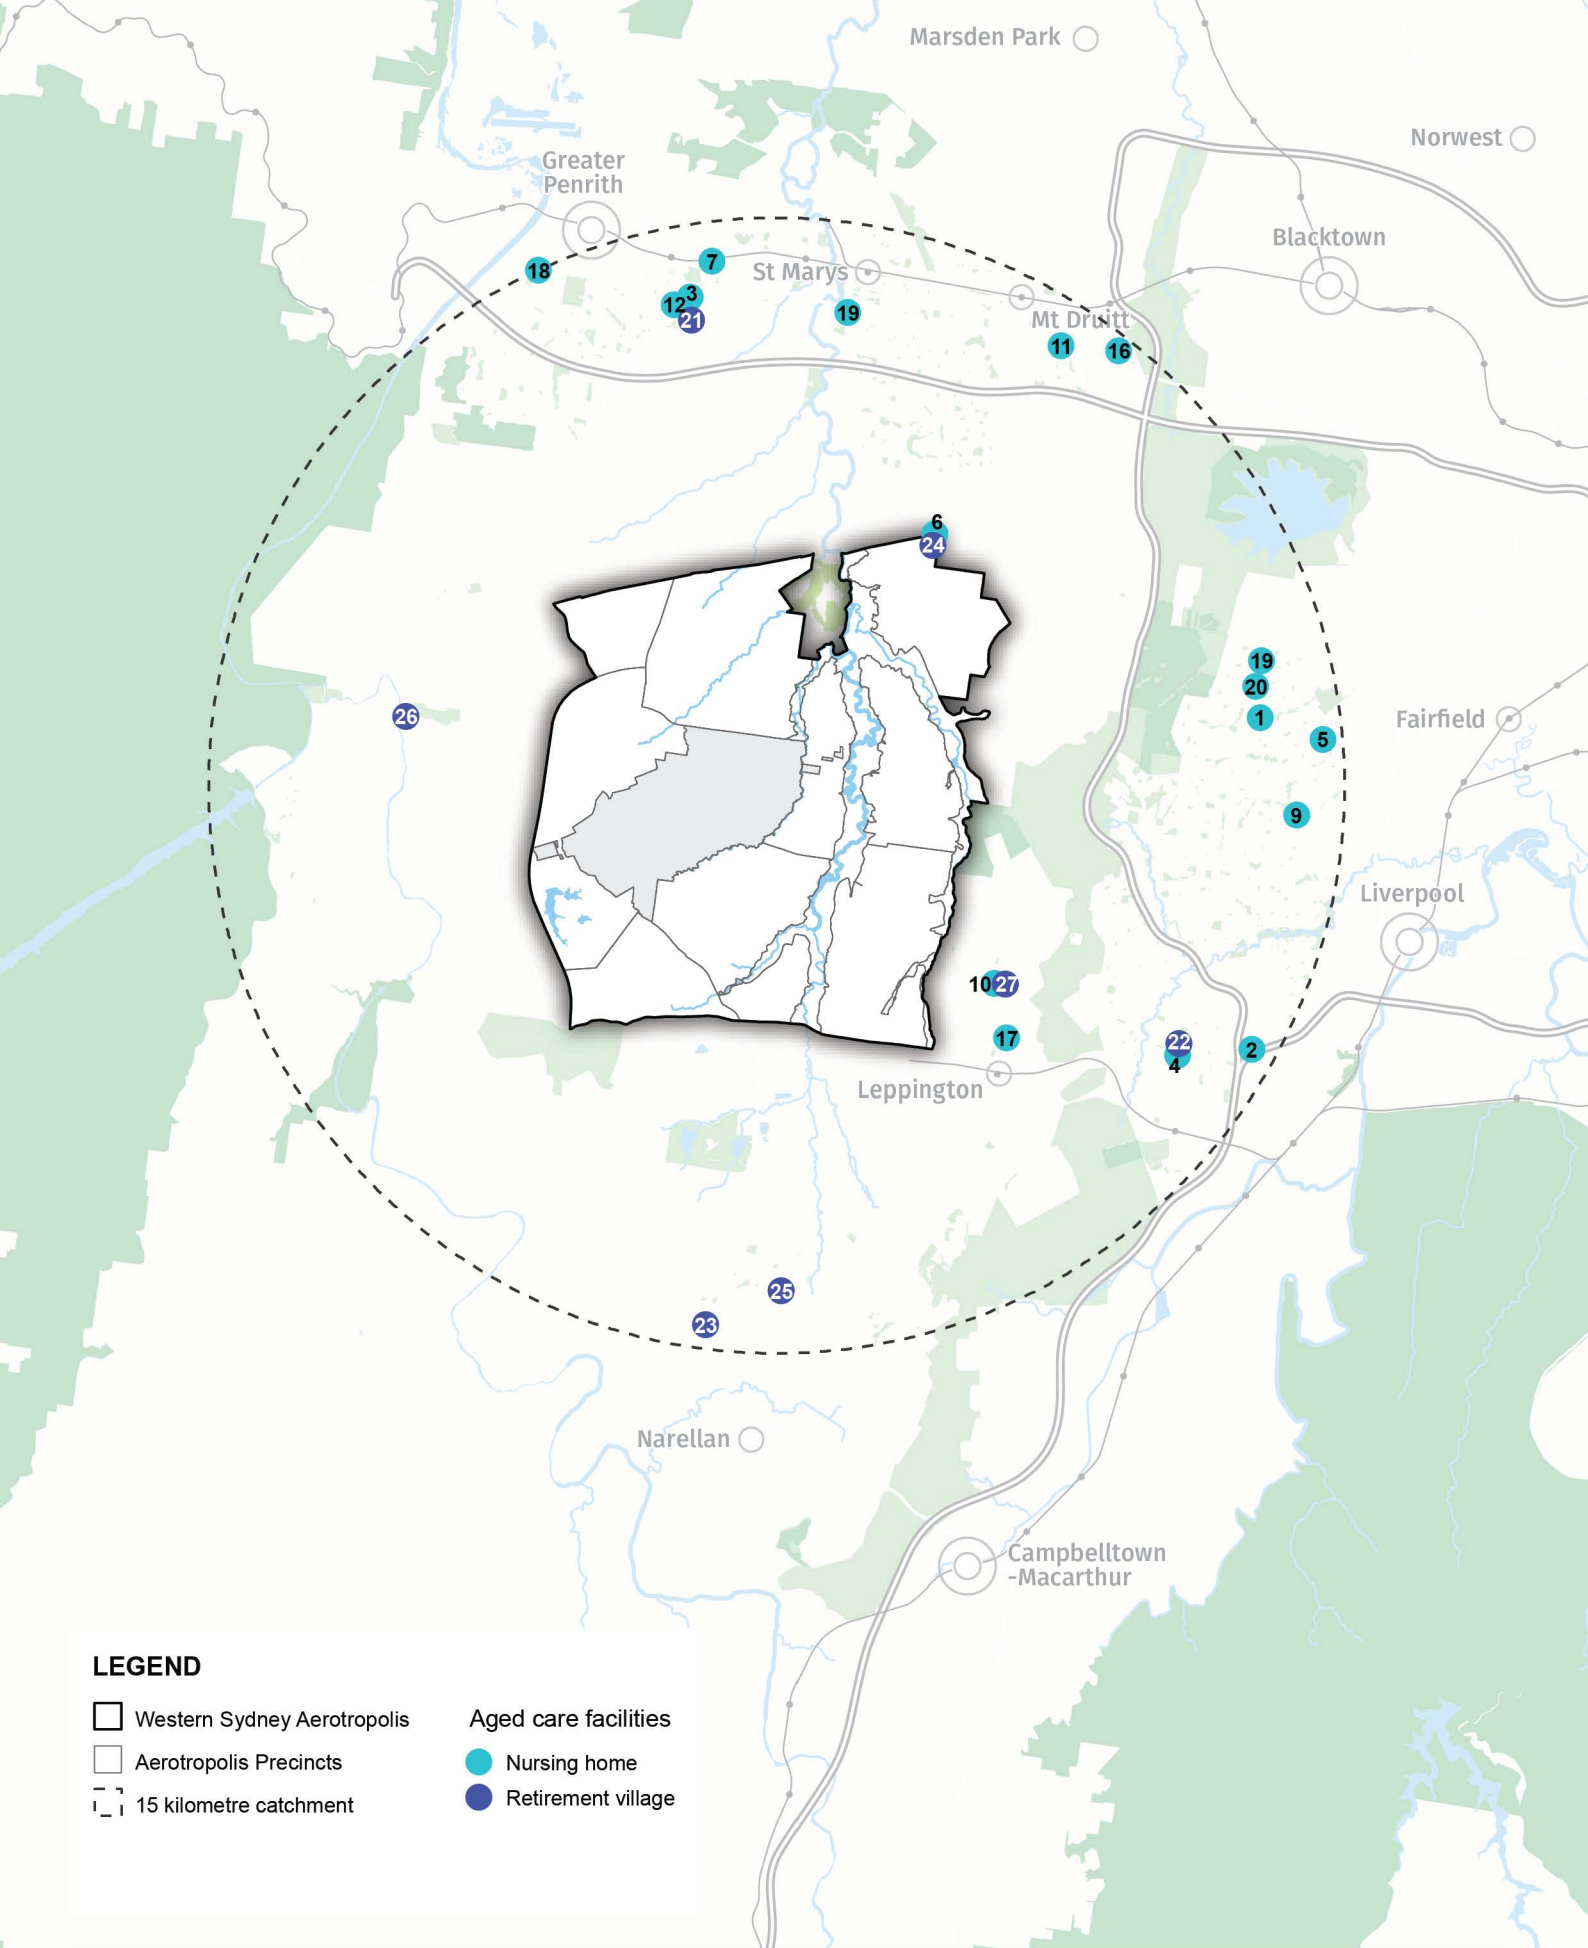 Marsden Park
Norwest
Greater
Penrith
Blacktown
18
7
St Marys
3
12
21
19
Mt Druitt
11
16
6
24
19
20
1
5
26
Fairfield
9
Liverpool
10
27
17
22
4
2
Leppington
25
23
Narellan
Campbelltown
-Macarthur
LEGEND
Western Sydney Aerotropolis
Aerotropolis Precincts
15 kilometre catchment
Aged care facilities
Nursing home
Retirement village